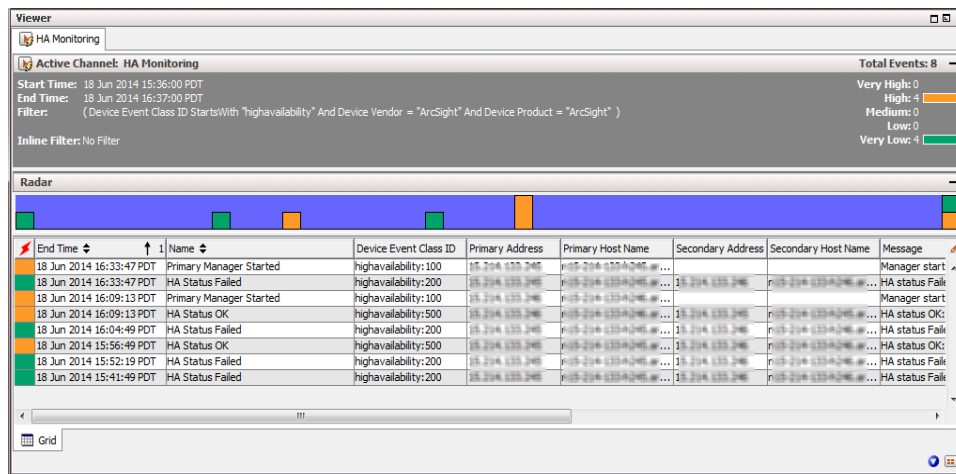 Viewer
HA Monitoring
Active Channel: HA Monitoring Total Events: 8
Start Time: 18 Jun 2014 15:36:00 PDT Very High: 0
End Time: 18 Jun 2014 16:37:00 PDT High: 4
Filter: ( Device Event Class ID StartsWith "highavailability" And Device Vendor = "ArcSight" And Device Product = "ArcSight" ) Medium: 0
Low: 0
Inline Filter: No Filter Very Low: 4
Radar
End Time 1 Name Device Event Class ID Primary Address Primary Host Name Secondary Address Secondary Host Name Message
18 Jun 2014 16:33:47 PDT Primary Manager Started highavailability:100 Manager start
18 Jun 2014 16:33:47 PDT HA Status Failed highavailability:200 HA status Faile
18 Jun 2014 16:09:13 PDT Primary Manager Started highavailability:100 Manager start
18 Jun 2014 16:09:13 PDT HA Status OK highavailability:500 HA status OK:
18 Jun 2014 16:04:49 PDT HA Status Failed highavailability:200 HA status Faile
18 Jun 2014 15:56:49 PDT HA Status OK highavailability:500 HA status OK:
18 Jun 2014 15:52:19 PDT HA Status Failed highavailability:200 HA status Faile
18 Jun 2014 15:41:49 PDT HA Status Failed highavailability:200 HA status Faile
Grid